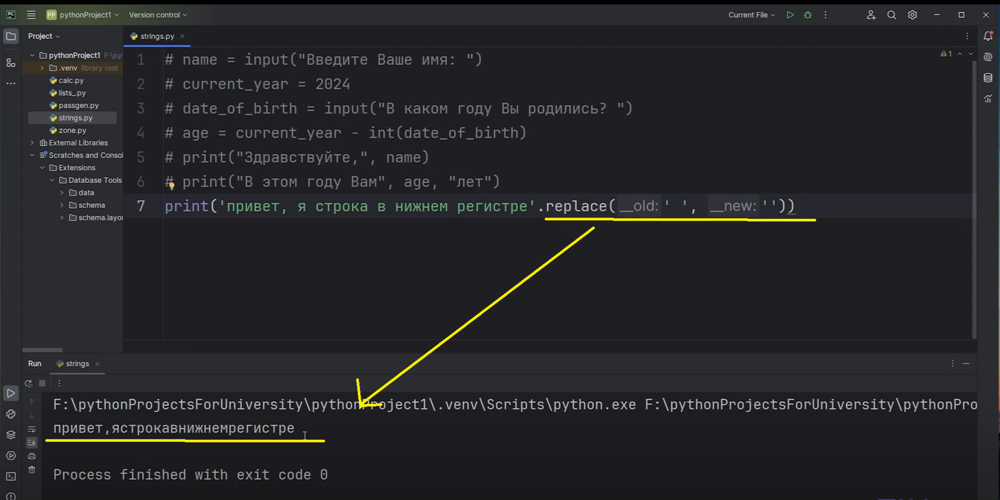 PC
PP pythonProject1
Version control
Current File
Project
strings.py
pythonProject1 F:\py
.venv library root
calc.py
lists_.py
passgen.py
strings.py
zone.py
External Libraries
Scratches and Consol
Extensions
Database Tools
data
schema
schema.layou
1
1 # name = input("Введите Ваше имя: ")
2 # current_year = 2024
3 # date_of_birth = input("В каком году Вы родились? ")
4 # age = current_year - int(date_of_birth)
5 # print("Здравствуйте,", name)
6 # print("В этом году Вам", age, "лет")
7 print('привет, я строка в нижнем регистре'.replace( __old: ' ', __new: ''))
Run
strings
F:\pythonProjectsForUniversity\pythonProject1\.venv\Scripts\python.exe F:\pythonProjectsForUniversity\pythonPro
привет,ястрокавнижнемрегистре
Process finished with exit code 0